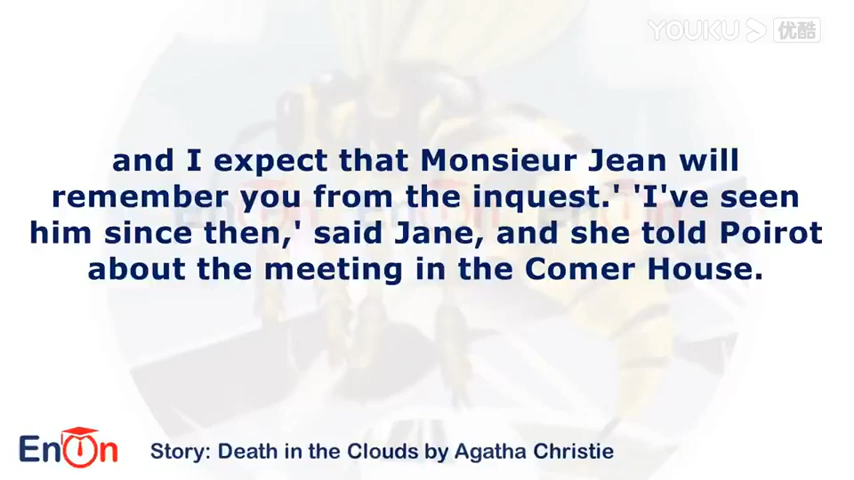 YOUKU 优酷
and I expect that Monsieur Jean will
remember you from the inquest.' 'I've seen
him since then,' said Jane, and she told Poirot
about the meeting in the Comer House.
EnOn
Story: Death in the Clouds by Agatha Christie